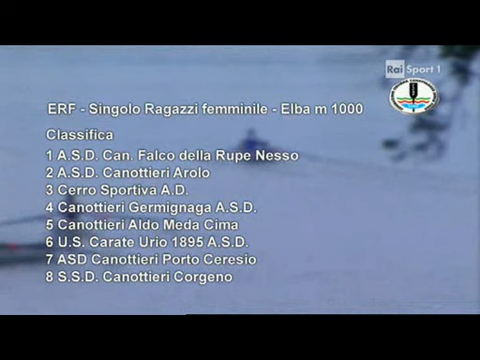 Rai Sport 1
ERF - Singolo Ragazzi femminile - Elba m 1000
Classifica
1 A.S.D. Can. Falco della Rupe Nesso
2 A.S.D. Canottieri Arolo
3 Cerro Sportiva A.D.
4 Canottieri Germignaga A.S.D.
5 Canottieri Aldo Meda Cima
6 U.S. Carate Urio 1895 A.S.D.
7 ASD Canottieri Porto Ceresio
8 S.S.D. Canottieri Corgeno